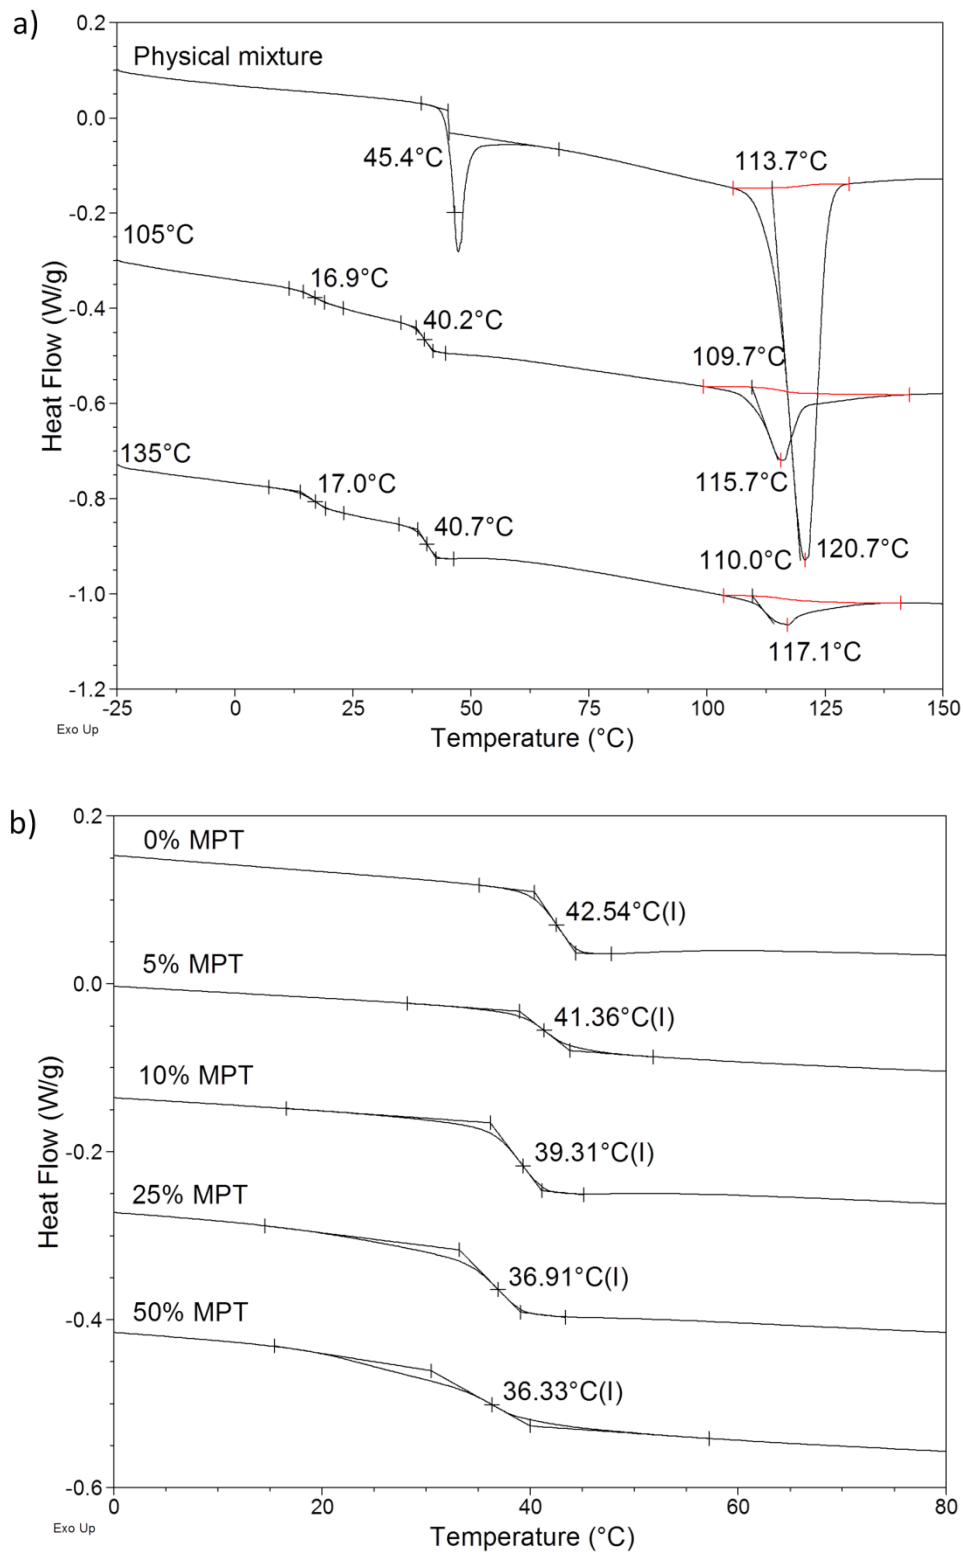 a)
0.2
Physical mixture
0.0
45.4°C
113.7°C
-0.2
105°C
16.9°C
-0.4
40.2°C
109.7°C
Heat Flow (W/g)
-0.6
135°C
115.7°C
17.0°C
-0.8
40.7°C
110.0°C
120.7°C
-1.0
117.1°C
-1.2
-25 0 25 50 75 100 125 150
Exo Up
Temperature (°C)
b)
0.2
0% MPT
42.54°C(I)
5% MPT
0.0
41.36°C(I)
10% MPT
Heat Flow (W/g)
-0.2
39.31°C(I)
25% MPT
36.91°C(I)
-0.4
50% MPT
36.33°C(I)
-0.6
0 20 40 60 80
Exo Up
Temperature (°C)